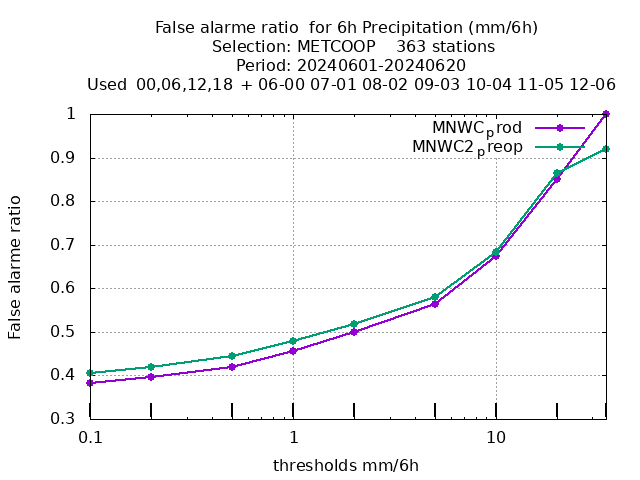 False alarme ratio  for 6h Precipitation (mm/6h)
Selection: METCOOP    363 stations
Period: 20240601-20240620
Used  00,06,12,18  + 06-00 07-01 08-02 09-03 10-04 11-05 12-06
MNWCprod
MNWC2preop
1
0.9
0.8
0.7
0.6
0.5
0.4
0.3
False alarme ratio
0.1
1
10
thresholds mm/6h